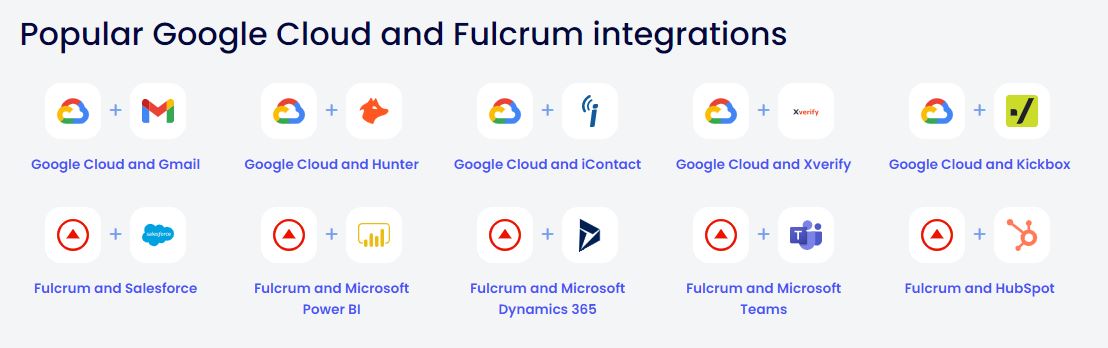 Popular Google Cloud and Fulcrum integrations
+ + + Xverify + +
Google Cloud and Gmail Google Cloud and Hunter Google Cloud and iContact Google Cloud and Xverify Google Cloud and Kickbox
+ salesforce + + + T +
Fulcrum and Salesforce Fulcrum and Microsoft Fulcrum and Microsoft Fulcrum and Microsoft Fulcrum and HubSpot
Power BI Dynamics 365 Teams